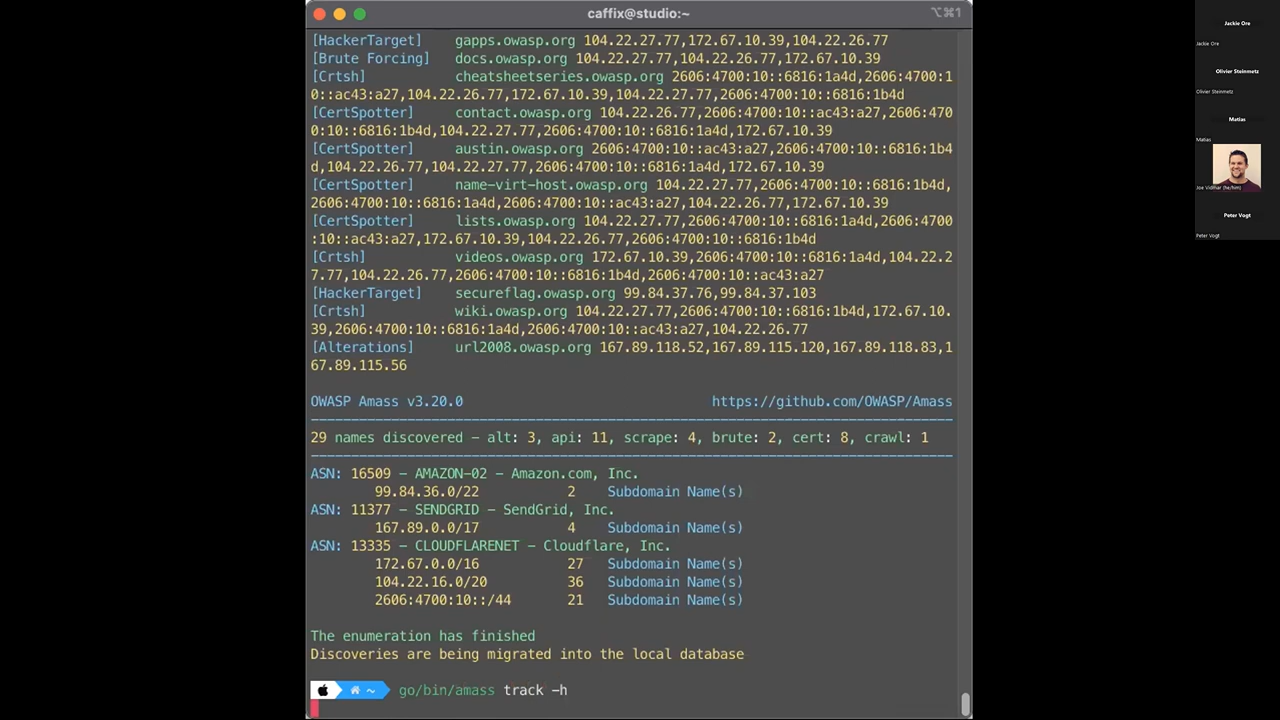 caffix@studio:~
⌥⌘1
[HackerTarget] gapps.owasp.org 104.22.27.77,172.67.10.39,104.22.26.77
[Brute Forcing] docs.owasp.org 104.22.27.77,104.22.26.77,172.67.10.39
[Crtsh] cheatsheetseries.owasp.org 2606:4700:10::6816:1a4d,2606:4700:1
0::ac43:a27,104.22.26.77,172.67.10.39,104.22.27.77,2606:4700:10::6816:1b4d
[CertSpotter] contact.owasp.org 104.22.26.77,2606:4700:10::ac43:a27,2606:470
0:10::6816:1b4d,104.22.27.77,2606:4700:10::6816:1a4d,172.67.10.39
[CertSpotter] austin.owasp.org 2606:4700:10::ac43:a27,2606:4700:10::6816:1b4
d,104.22.26.77,104.22.27.77,2606:4700:10::6816:1a4d,172.67.10.39
[CertSpotter] name-virt-host.owasp.org 104.22.27.77,2606:4700:10::6816:1b4d,
2606:4700:10::6816:1a4d,2606:4700:10::ac43:a27,104.22.26.77,172.67.10.39
[CertSpotter] lists.owasp.org 104.22.27.77,2606:4700:10::6816:1a4d,2606:4700
:10::ac43:a27,172.67.10.39,104.22.26.77,2606:4700:10::6816:1b4d
[Crtsh] videos.owasp.org 172.67.10.39,2606:4700:10::6816:1a4d,104.22.2
7.77,104.22.26.77,2606:4700:10::6816:1b4d,2606:4700:10::ac43:a27
[HackerTarget] secureflag.owasp.org 99.84.37.76,99.84.37.103
[Crtsh] wiki.owasp.org 104.22.27.77,2606:4700:10::6816:1b4d,172.67.10.
39,2606:4700:10::6816:1a4d,2606:4700:10::ac43:a27,104.22.26.77
[Alterations] url2008.owasp.org 167.89.118.52,167.89.115.120,167.89.118.83,1
67.89.115.56
OWASP Amass v3.20.0 https://github.com/OWASP/Amass
29 names discovered - alt: 3, api: 11, scrape: 4, brute: 2, cert: 8, crawl: 1
ASN: 16509 - AMAZON-02 - Amazon.com, Inc.
99.84.36.0/22 2 Subdomain Name(s)
ASN: 11377 - SENDGRID - SendGrid, Inc.
167.89.0.0/17 4 Subdomain Name(s)
ASN: 13335 - CLOUDFLARENET - Cloudflare, Inc.
172.67.0.0/16 27 Subdomain Name(s)
104.22.16.0/20 36 Subdomain Name(s)
2606:4700:10::/44 21 Subdomain Name(s)
The enumeration has finished
Discoveries are being migrated into the local database
~ go/bin/amass track -h
Jackie Ore
Jackie Ore
Olivier Steinmetz
Olivier Steinmetz
Matias
Matias
Joe Vidmar (he/him)
Peter Vogt
Peter Vogt